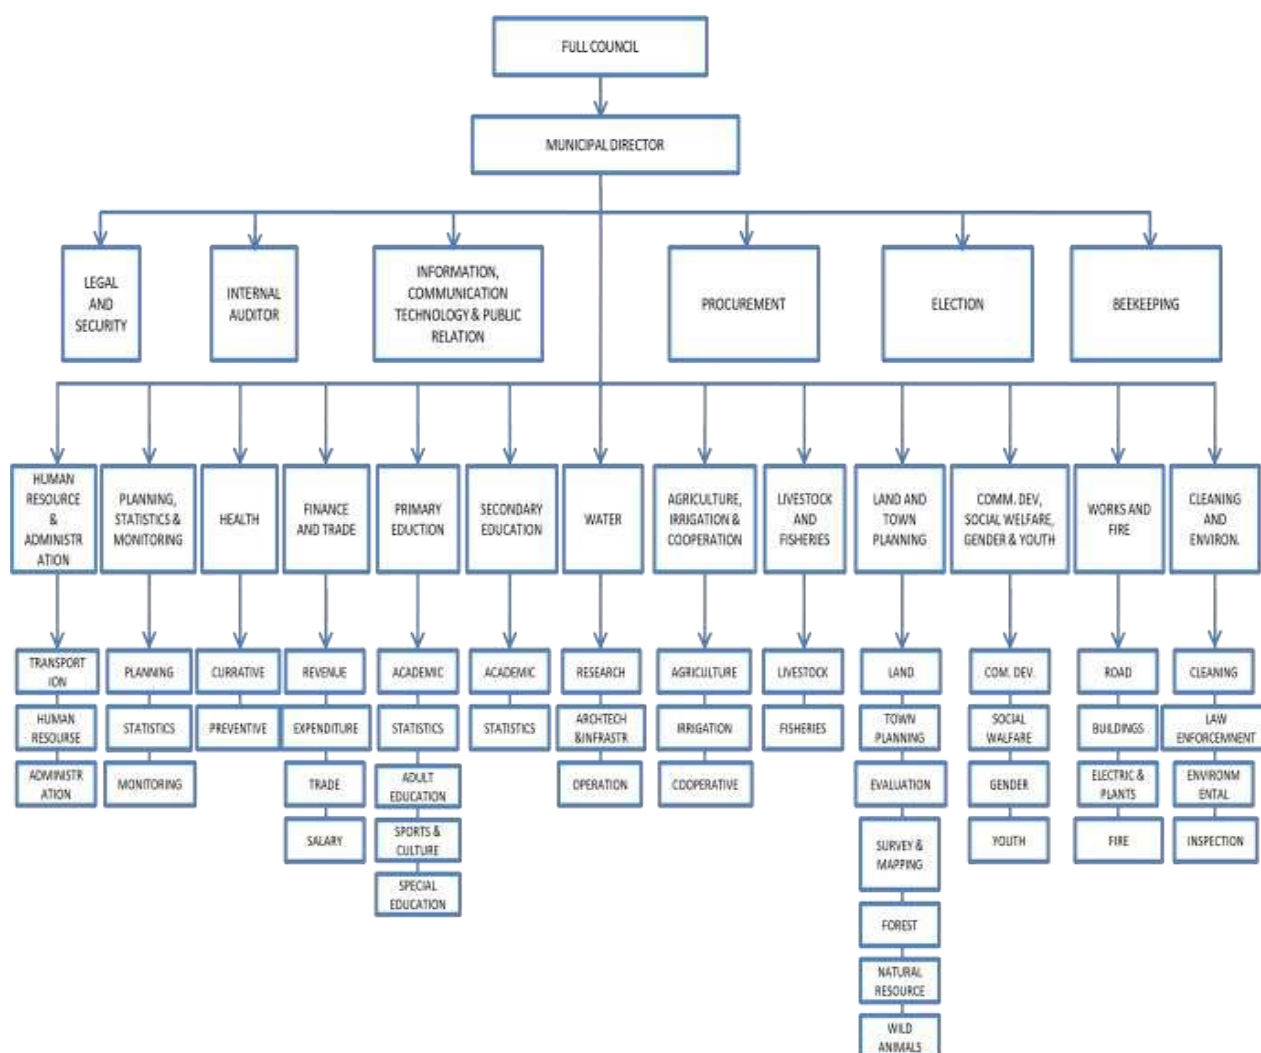 FULL COUNCIL
MUNICIPAL DIRECTOR
LEGAL
AND
SECURITY
INTERNAL
AUDITOR
INFORMATION,
COMMUNICATION
TECHNOLOGY & PUBLIC
RELATION
PROCUREMENT
ELECTION
BEEKEEPING
HUMAN
RESOURCE
&
ADMINISTR
ATION
PLANNING,
STATISTICS &
MONITORING
HEALTH
FINANCE
AND TRADE
PRIMARY
EDUCTION
SECONDARY
EDUCATION
WATER
AGRICULTURE,
IRRIGATION &
COOPERATION
LIVESTOCK
AND
FISHERIES
LAND AND
TOWN
PLANNING
COMM. DEV,
SOCIAL WELFARE,
GENDER & YOUTH
WORKS AND
FIRE
CLEANING
AND
ENVIRON.
TRANSPORT
ION
HUMAN
RESOURSE
ADMINISTR
ATION
PLANNING
STATISTICS
MONITORING
CURRATIVE
PREVENTIVE
REVENUE
EXPENDITURE
TRADE
SALARY
ACADEMIC
STATISTICS
ADULT
EDUCATION
SPORTS &
CULTURE
SPECIAL
EDUCATION
ACADEMIC
STATISTICS
RESEARCH
ARCHTECH
&INFRASTR
OPERATION
AGRICULTURE
IRRIGATION
COOPERATIVE
LIVESTOCK
FISHERIES
LAND
TOWN
PLANNING
EVALUATION
SURVEY &
MAPPING
FOREST
NATURAL
RESOURCE
WILD
ANIMALS
COM. DEV.
SOCIAL
WELFARE
GENDER
YOUTH
ROAD
BUILDINGS
ELECTRIC &
PLANTS
FIRE
CLEANING
LAW
ENFORCEMNENT
ENVIRONM
ENTAL
INSPECTION